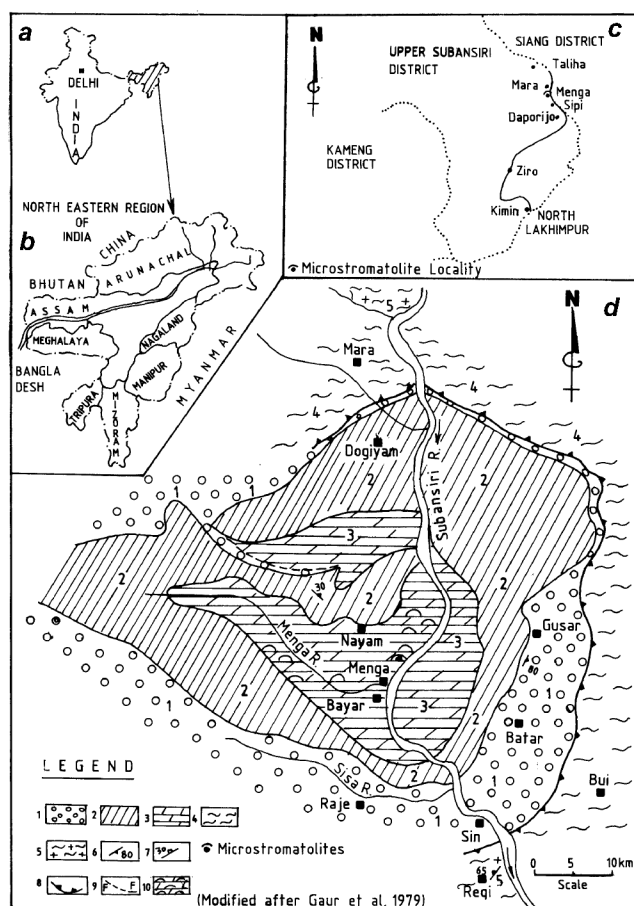 a
DELHI
INDIA
NORTH EASTERN REGION
OF
INDIA
b
CHINA
BHUTAN
ARUNACHAL
ASSAM
MEGHALAYA
NAGALAND
BANGLA
DESH
MANIPUR
TRIPURA
MIZORAM
MYANMAR
c
N
SIANG DISTRICT
UPPER SUBANSIRI
DISTRICT
Taliha
Mara
Menga
Sipi
Daporijo
KAMENG
DISTRICT
Ziro
Kimin
NORTH
LAKHIMPUR
Microstromatolite Locality
d
N
5
Mara
4
4
Dogiyam
2
2
Subansiri R.
1
1
3
2
30
2
Nayam
3
Gusar
Menga R.
Menga
80
2
1
Bayar
3
2
Batar
1
2
1
Sisa R.
Bui
Raje
1
Sin
65
5
Reqi
0
10 km
Scale
LEGEND
1
2
3
4
5
6
80
7
30
Microstromatolites
8
9
F
F
10
(Modified after Gaur et al. 1979)